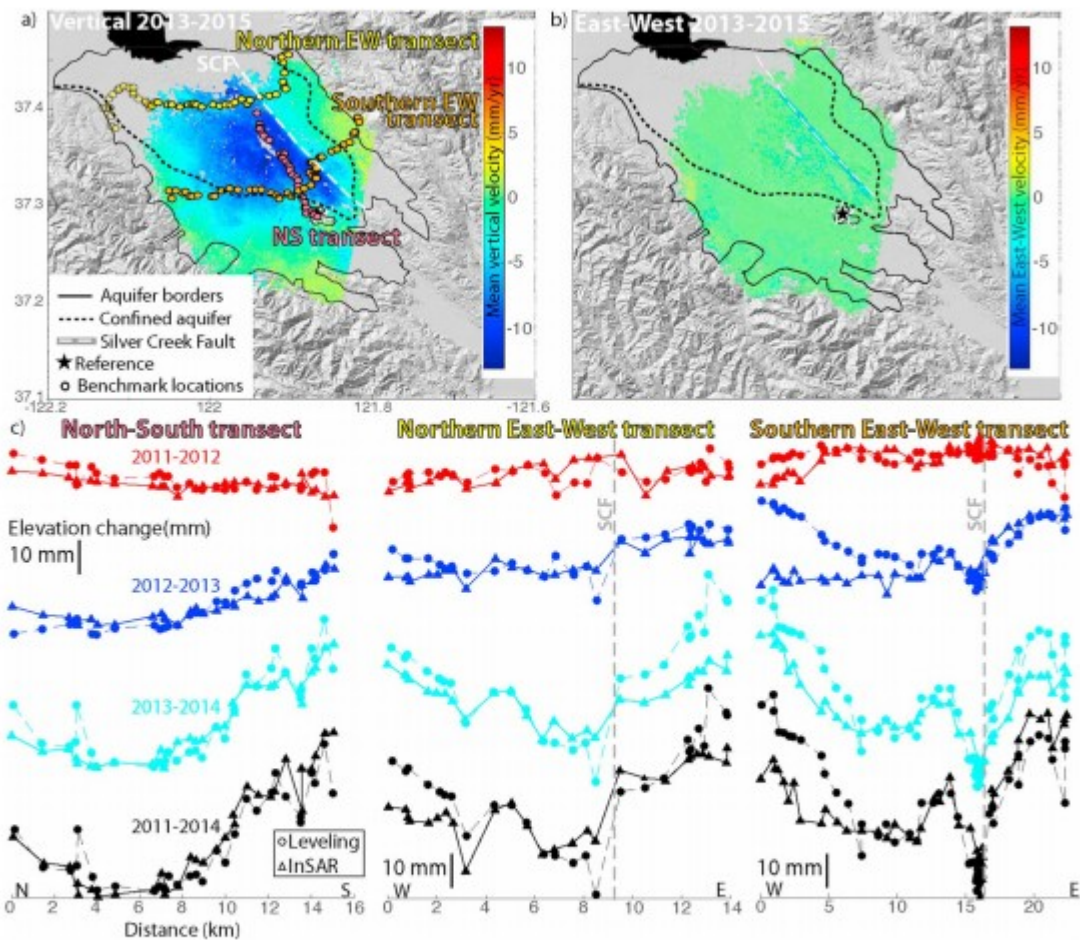 a) Vertical 2013-2015
Northern EW transect
SCF
Southern EW
transect
NS transect
37.4
37.3
37.2
37.1
-122.2
-122
-121.8
-121.6
Aquifer borders
Confined aquifer
Silver Creek Fault
Reference
Benchmark locations
10
5
0
-5
-10
Mean vertical velocity (mm/yr)
b) East-West 2013-2015
10
5
0
-5
-10
Mean East-West velocity (mm/yr)
c) North-South transect
Northern East-West transect
Southern East-West transect
2011-2012
Elevation change(mm)
10 mm
2012-2013
2013-2014
2011-2014
SCF
SCF
Leveling
InSAR
10 mm
10 mm
N
S
W
E
W
E
0 2 4 6 8 10 12 14 16
0 2 4 6 8 10 12 14
0 5 10 15 20
Distance (km)